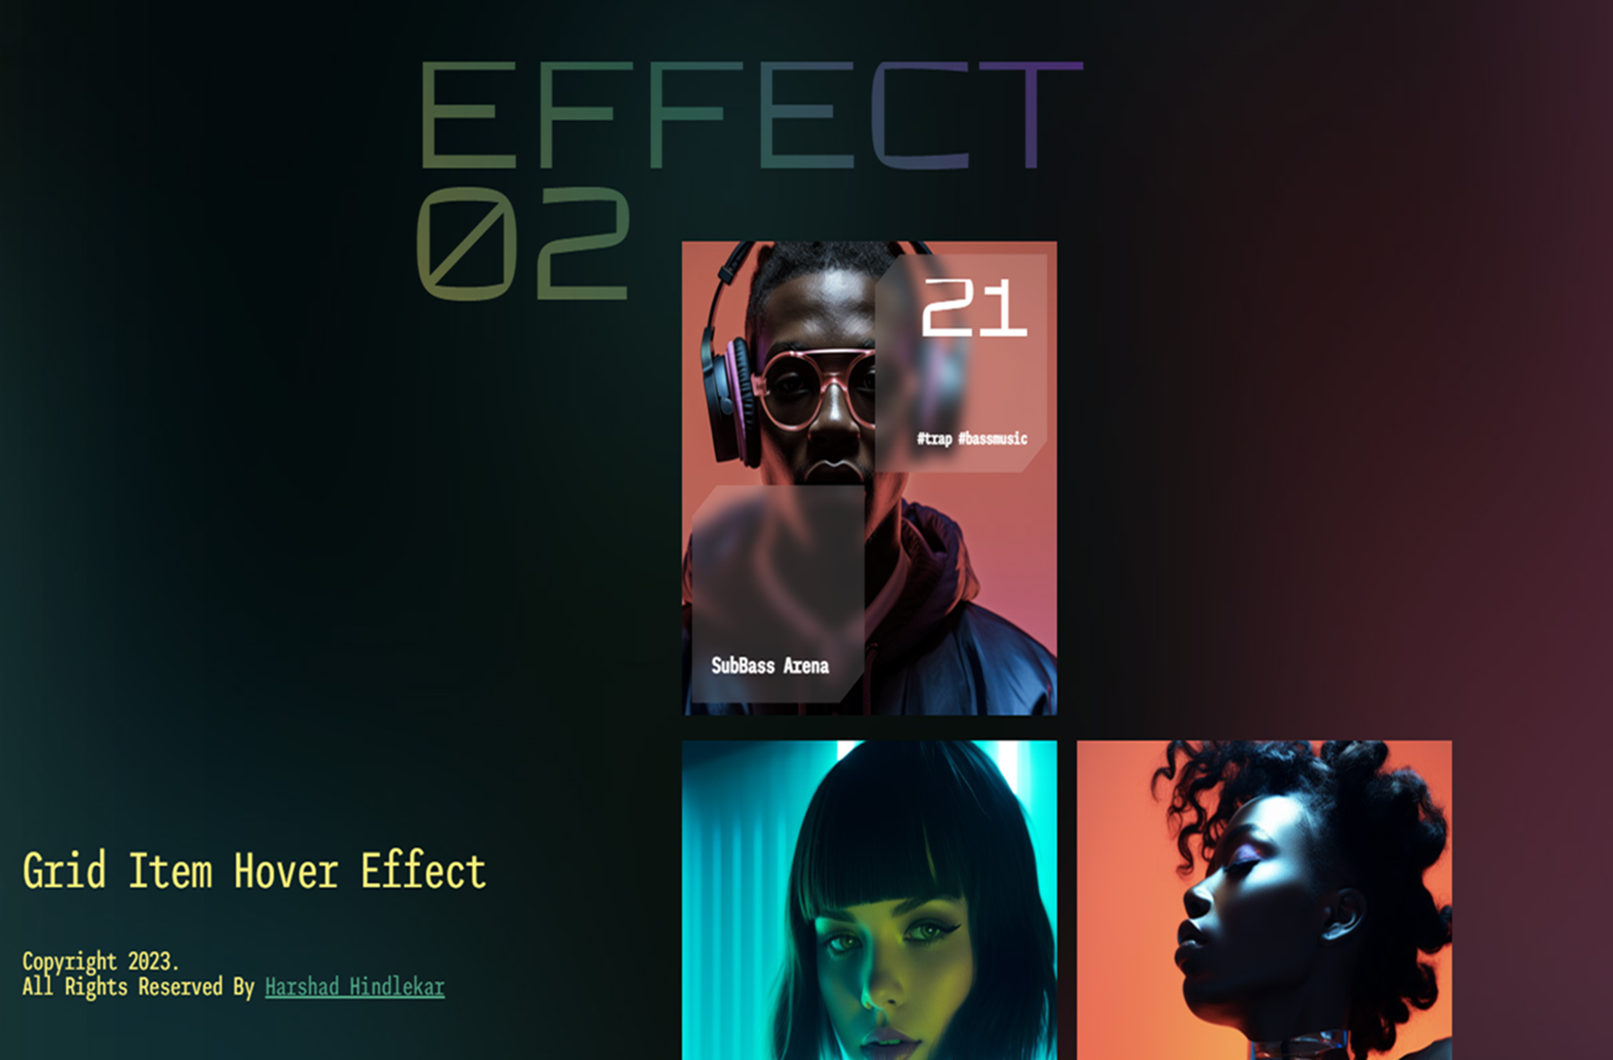 EFFECT
02
21
#trap #bassmusic
SubBass Arena
Grid Item Hover Effect
Copyright 2023.
All Rights Reserved By Harshad Hindlekar